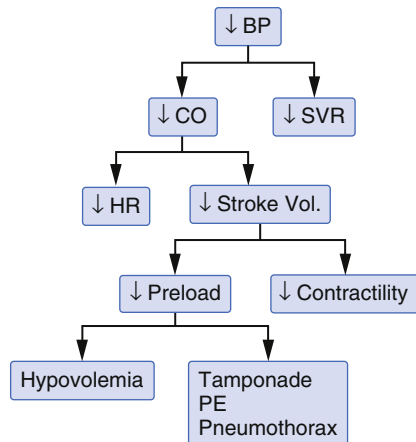 ↓ BP
↓ CO
↓ SVR
↓ HR
↓ Stroke Vol.
↓ Preload
↓ Contractility
Hypovolemia
Tamponade
PE
Pneumothorax